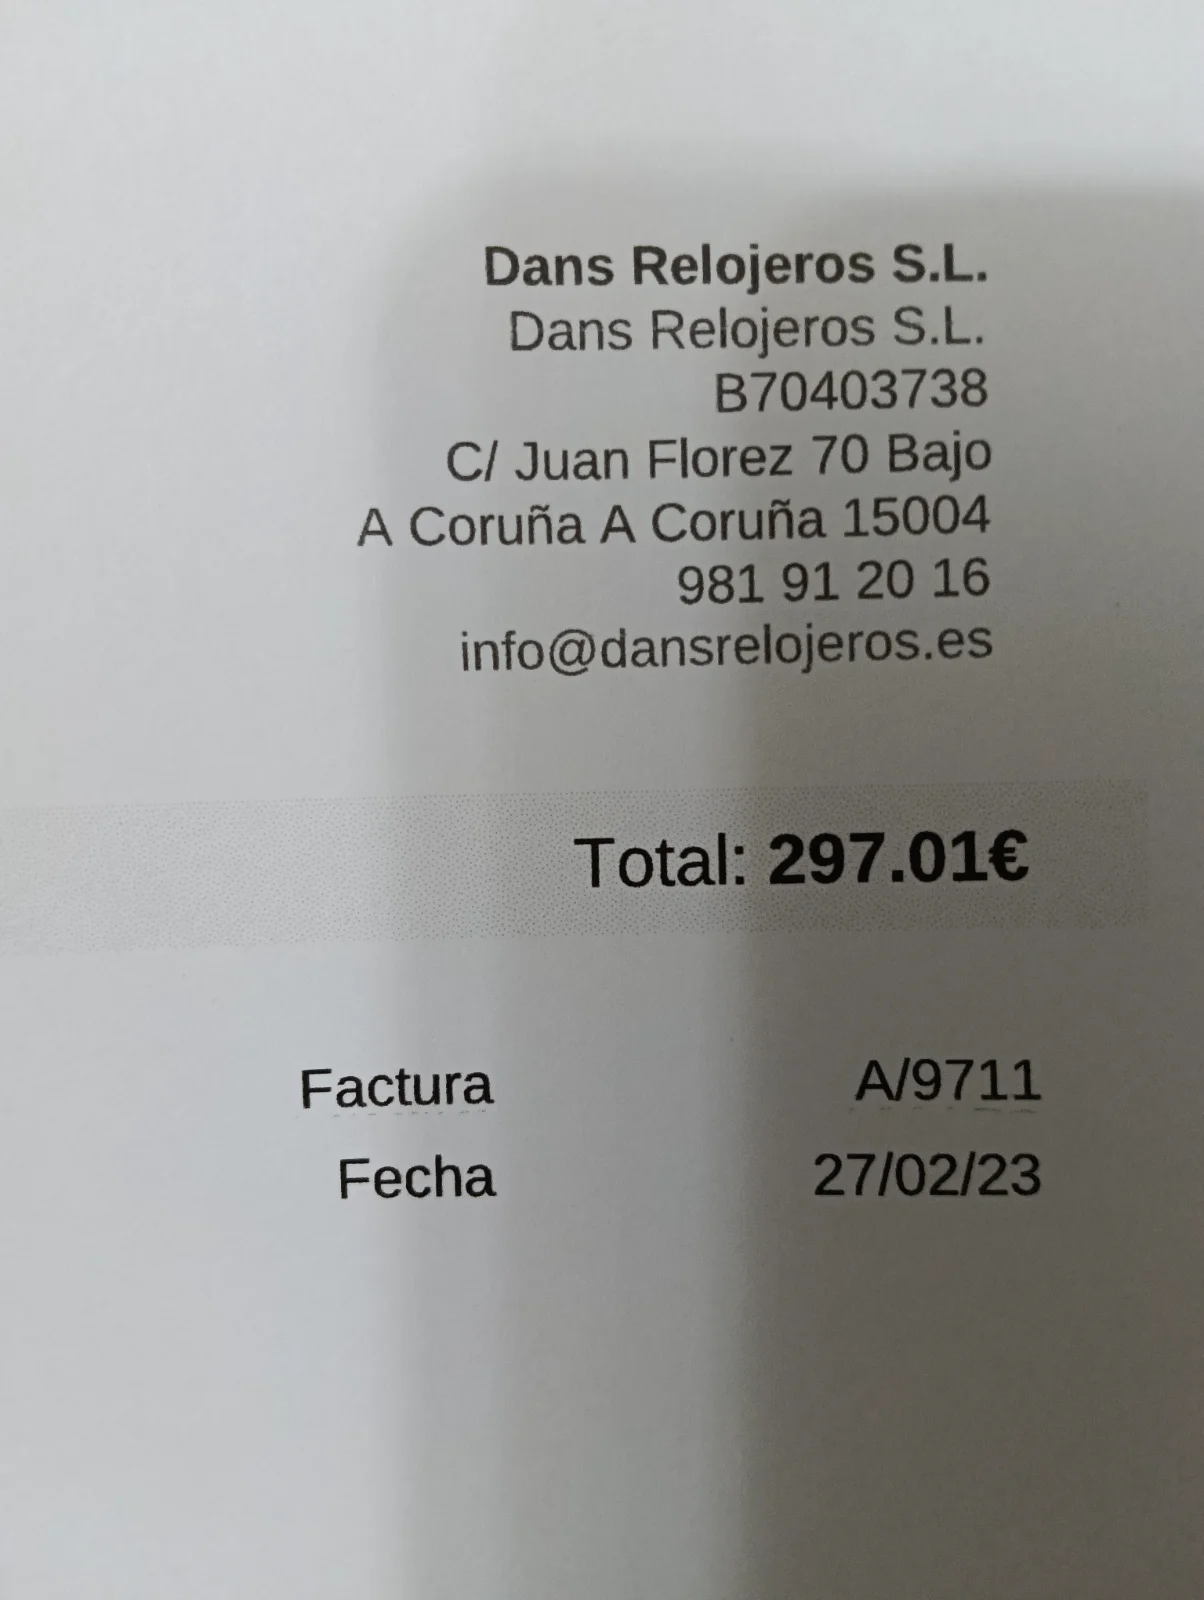 Dans Relojeros S.L.
Dans Relojeros S.L.
B70403738
C/ Juan Florez 70 Bajo
A Coruña A Coruña 15004
981 91 20 16
info@dansrelojeros.es
Total: 297.01€
Factura A/9711
Fecha 27/02/23